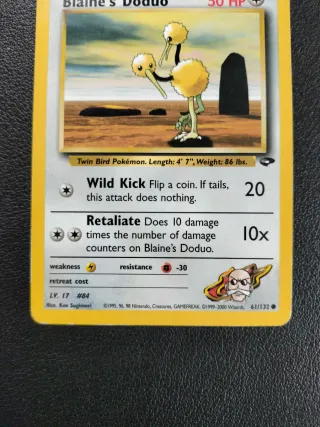 Blaine's Doduo 50 HP
Twin Bird Pokémon. Length: 4' 7", Weight: 86 lbs.
Wild Kick Flip a coin. If tails, this attack does nothing. 20
Retaliate Does 10 damage times the number of damage counters on Blaine's Doduo. 10x
weakness resistance -30
retreat cost
LV. 17 #84
Illus. Ken Sugimori ©1995, 96, 98 Nintendo, Creatures, GAMEFREAK. ©1999-2000 Wizards. 61/132